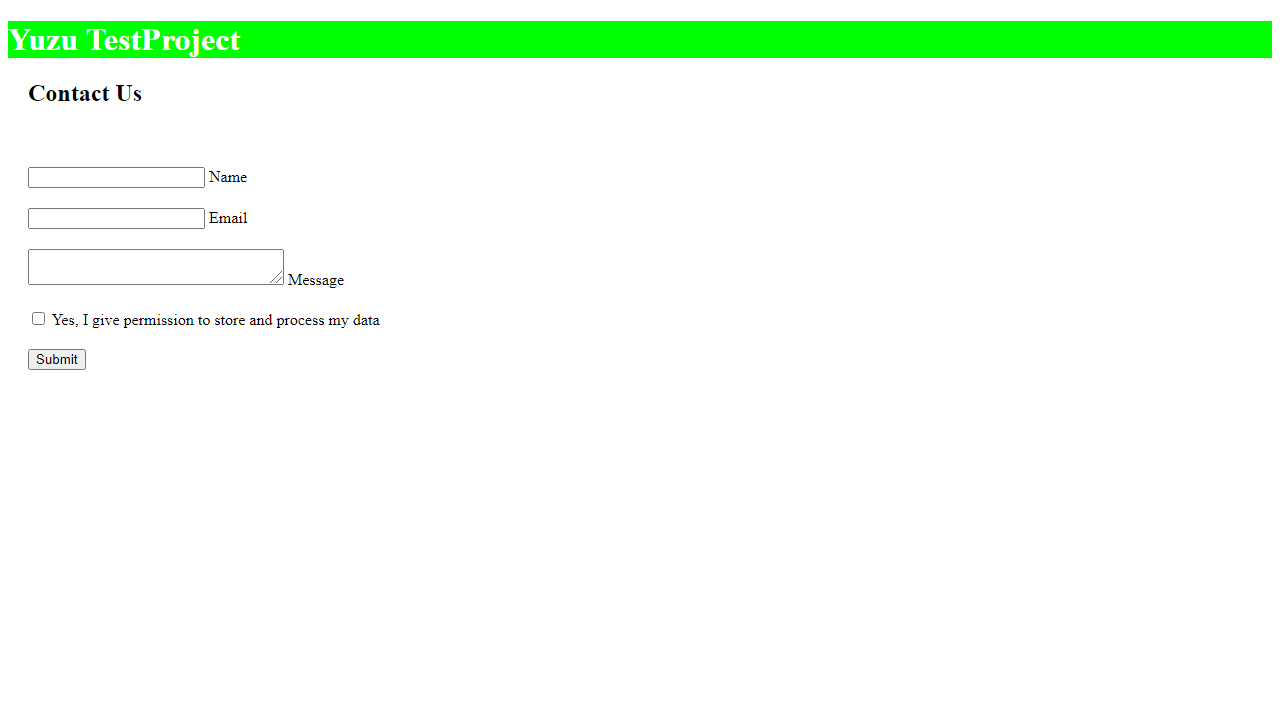 Yuzu TestProject
Contact Us
Name
Email
Message
Yes, I give permission to store and process my data
Submit